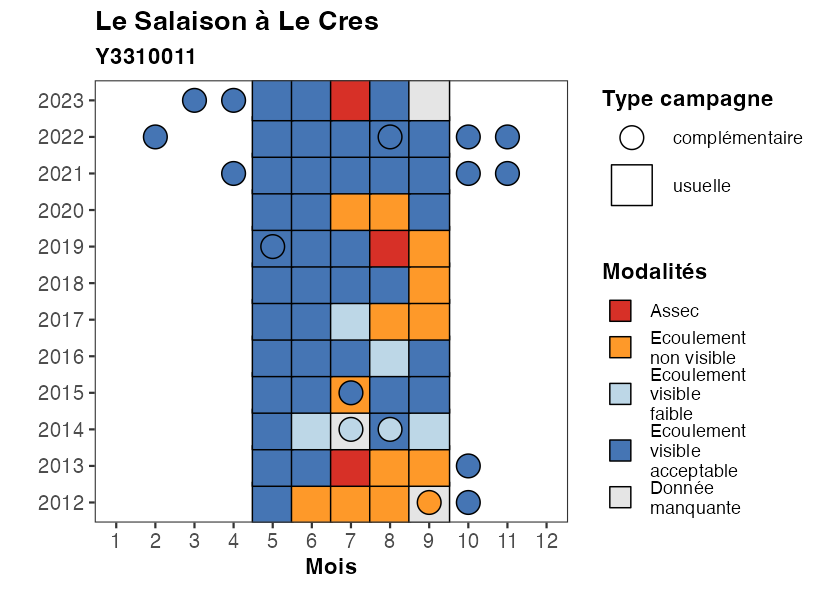 Le Salaison à Le Cres
Y3310011
2023
2022
2021
2020
2019
2018
2017
2016
2015
2014
2013
2012
1 2 3 4 5 6 7 8 9 10 11 12
Mois
Type campagne
complémentaire
usuelle
Modalités
Assec
Ecoulement
non visible
Ecoulement
visible
faible
Ecoulement
visible
acceptable
Donnée
manquante